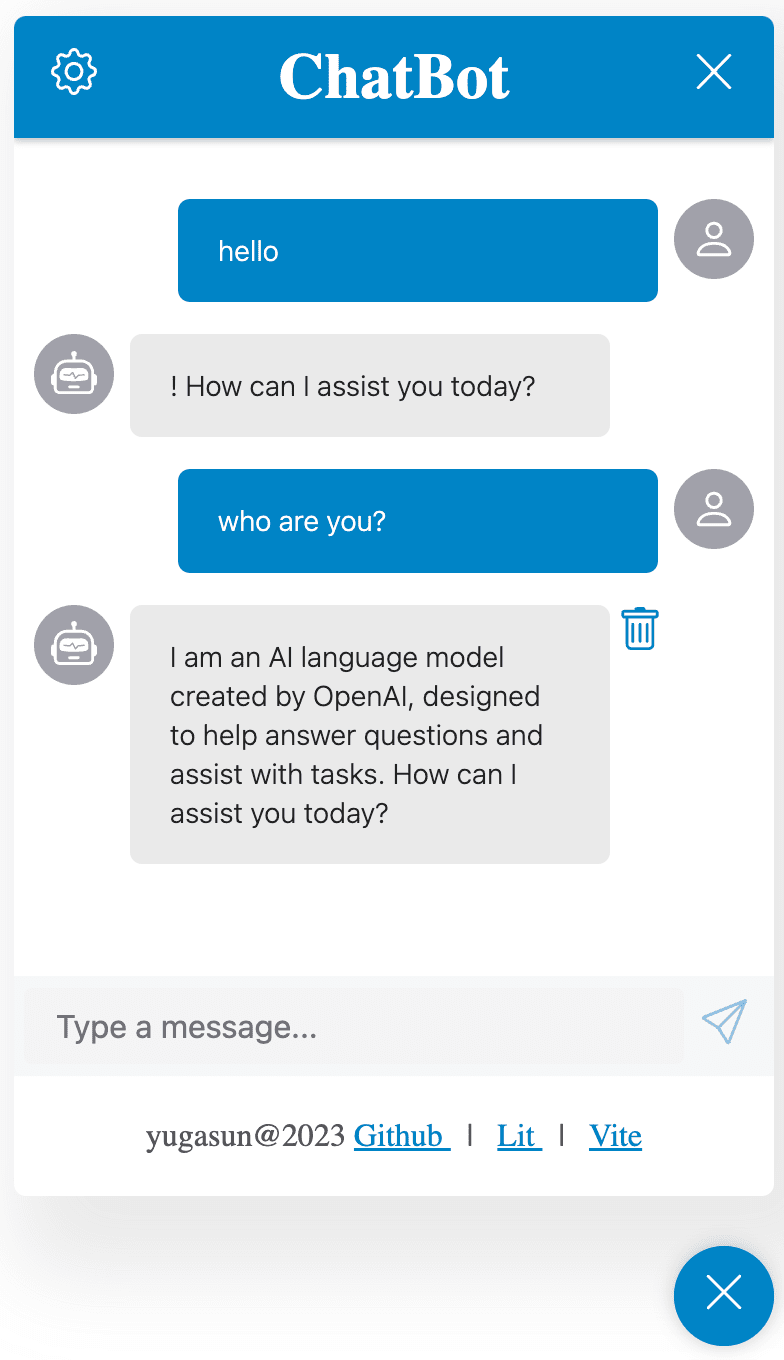 ChatBot
hello
! How can I assist you today?
who are you?
I am an AI language model
created by OpenAI, designed
to help answer questions and
assist with tasks. How can I
assist you today?
Type a message...
yugasun@2023 Github | Lit | Vite